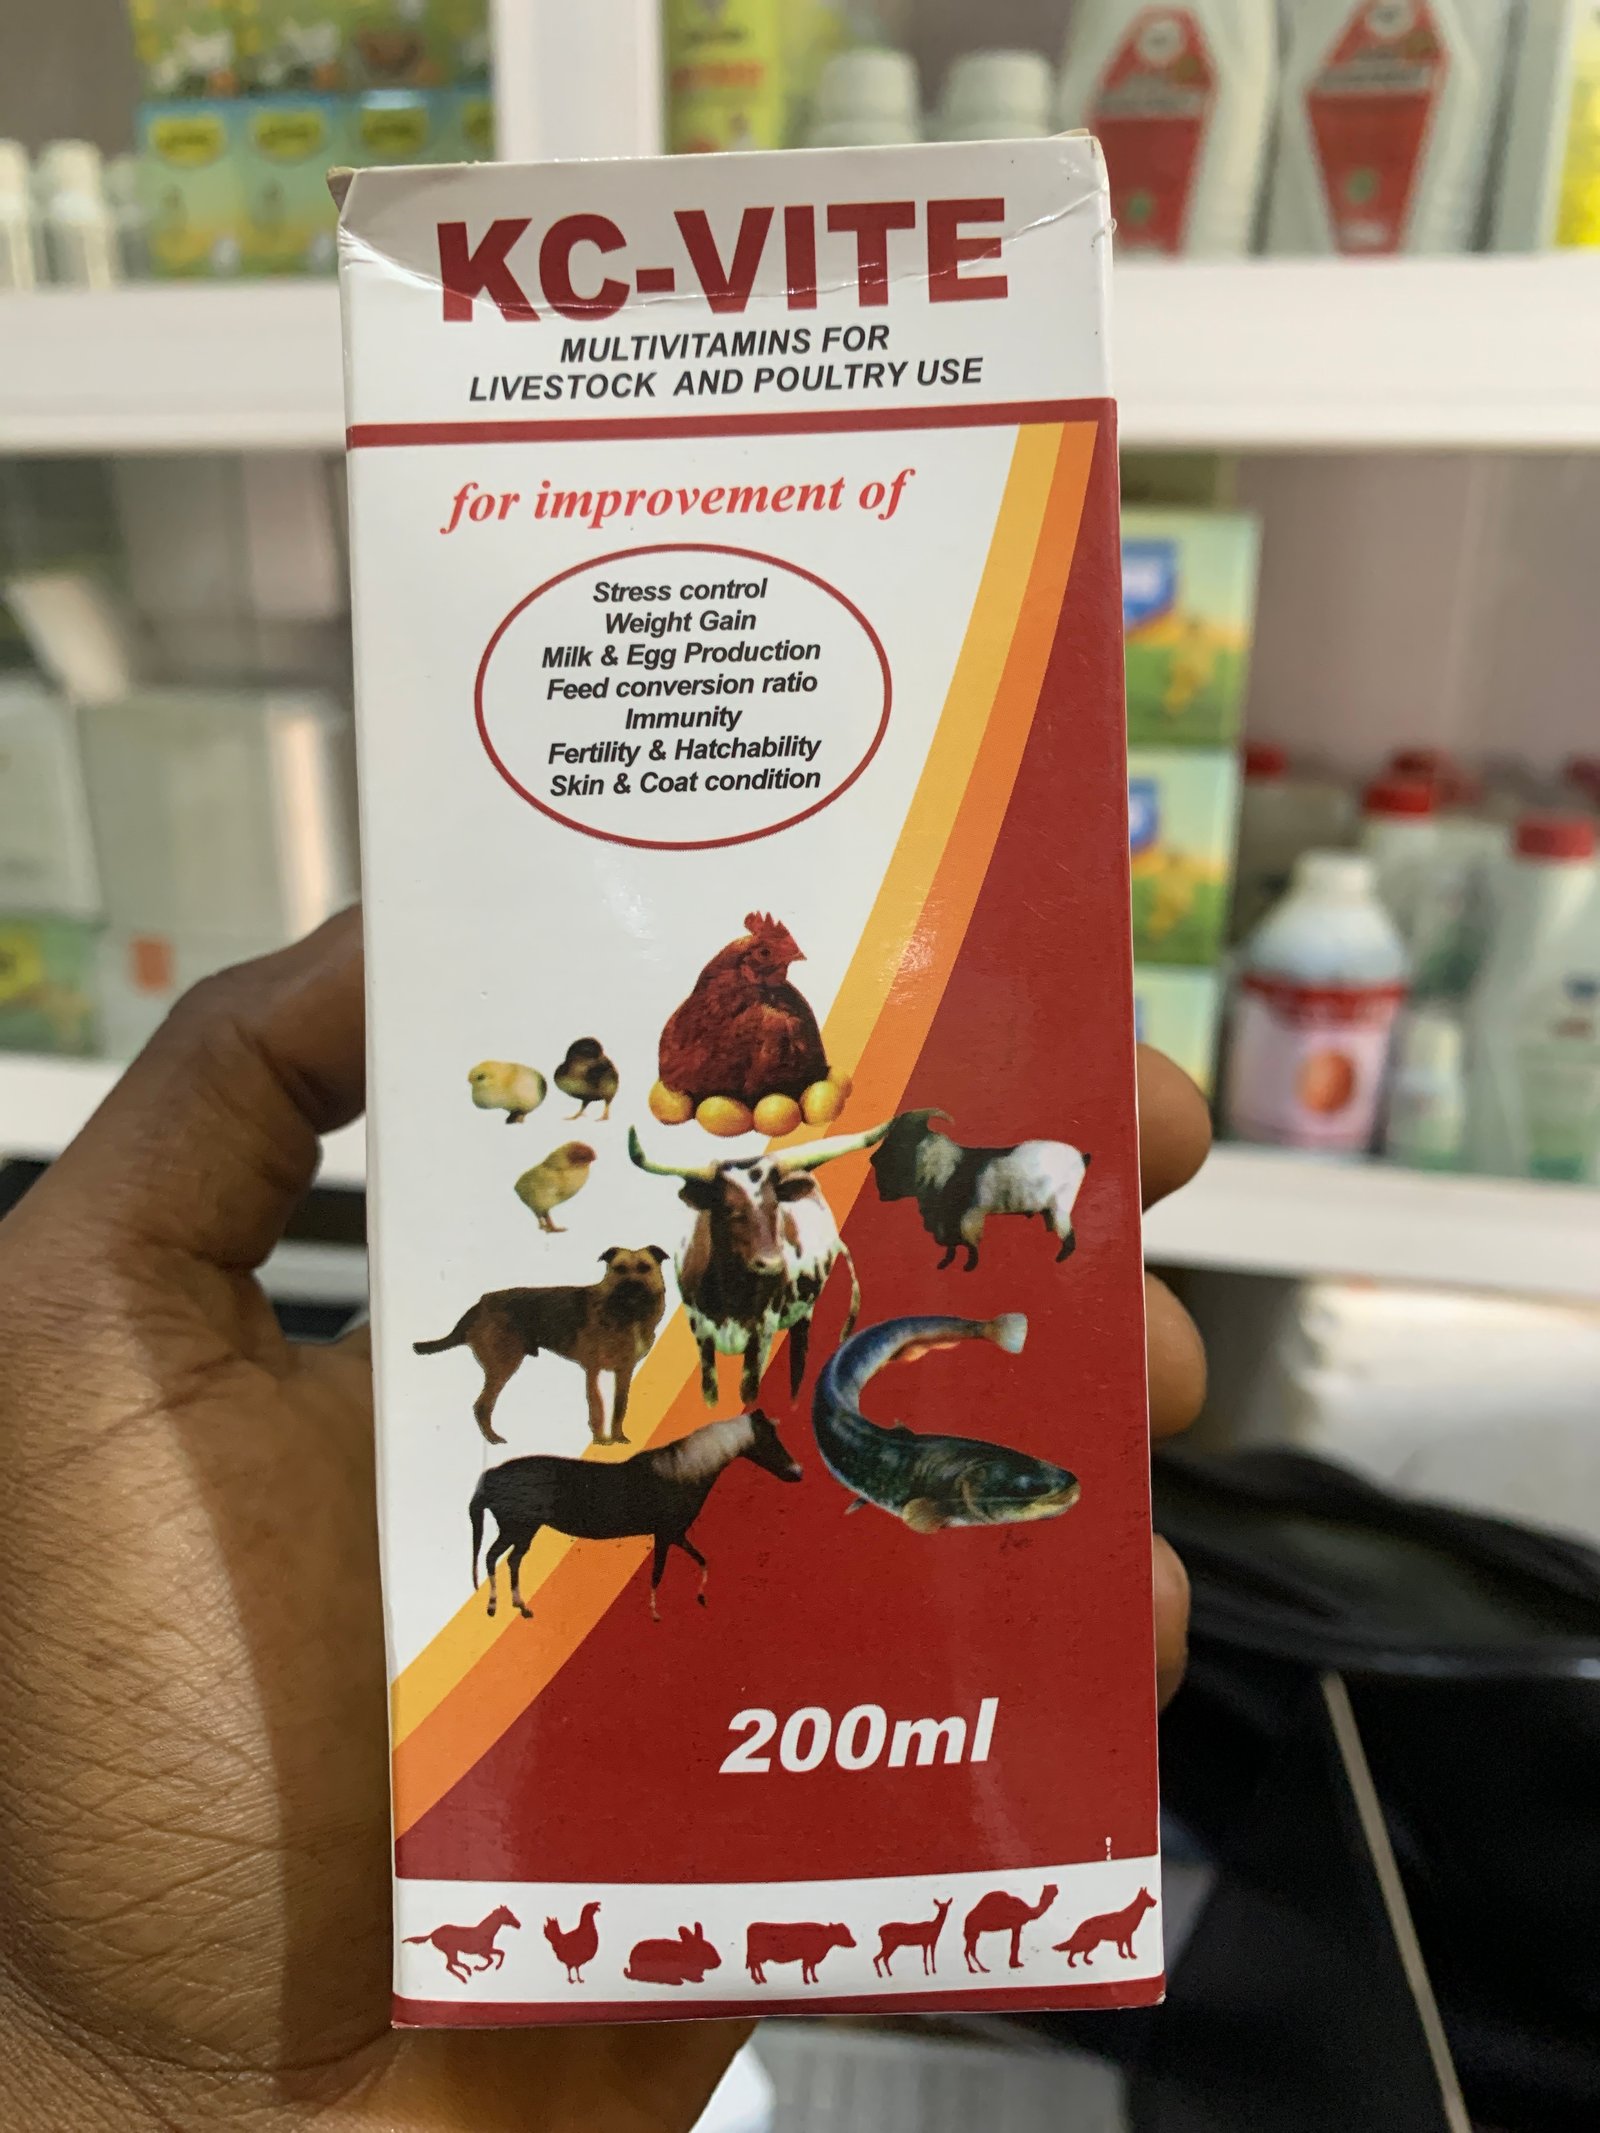 KC-VITE
MULTIVITAMINS FOR
LIVESTOCK AND POULTRY USE
for improvement of
Stress control
Weight Gain
Milk & Egg Production
Feed conversion ratio
Immunity
Fertility & Hatchability
Skin & Coat condition
200ml